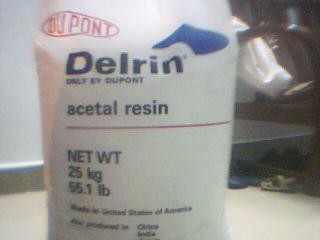 DUPONT
Delrin®
ONLY BY DUPONT
acetal resin
NET WT
25 kg
55.1 lb
Made in United States of America
Also produced in China
India